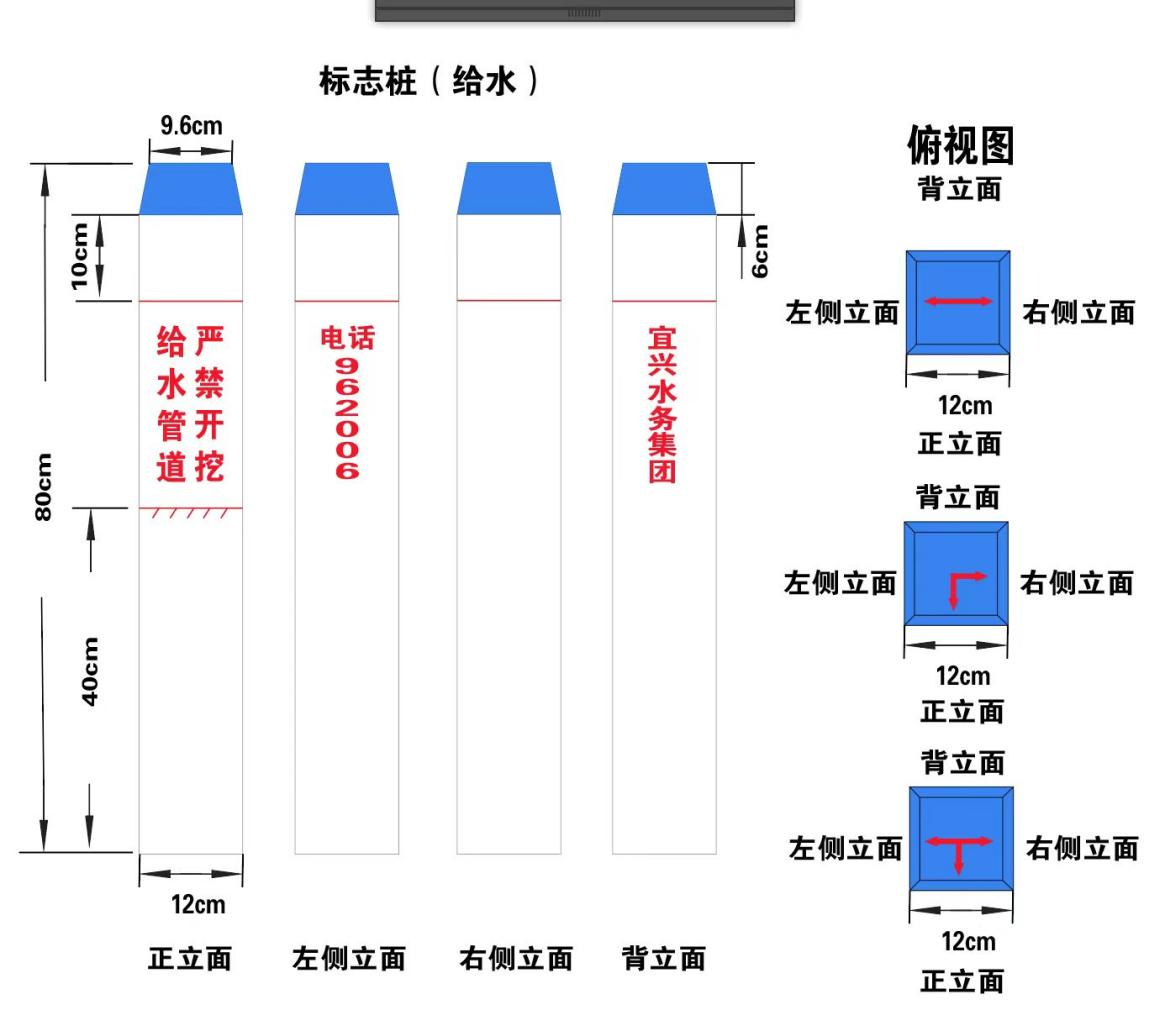 标志桩（给水）
9.6cm
10cm
80cm
40cm
12cm
6cm
严禁开挖
给水管道
电话
962006
宜兴水务集团
正立面
左侧立面
右侧立面
背立面
俯视图
背立面
左侧立面
右侧立面
12cm
正立面
背立面
左侧立面
右侧立面
12cm
正立面
背立面
左侧立面
右侧立面
12cm
正立面